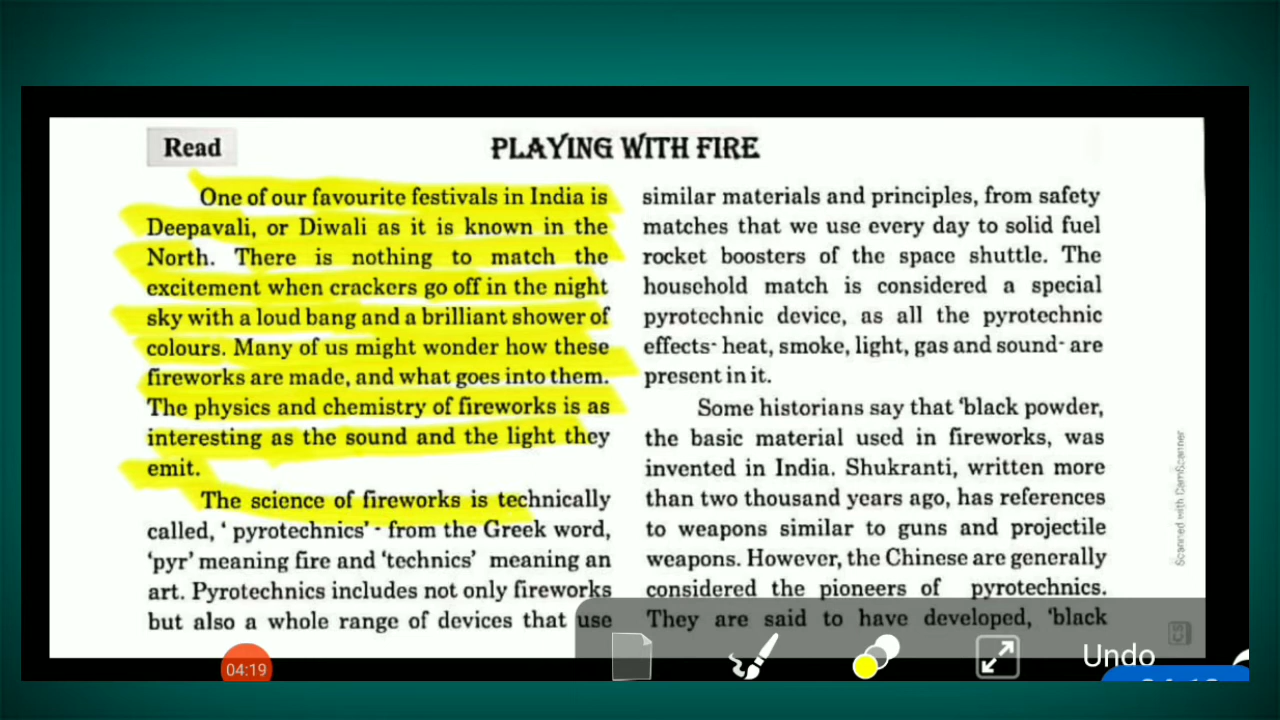 Read
PLAYING WITH FIRE
One of our favourite festivals in India is
Deepavali, or Diwali as it is known in the
North. There is nothing to match the
excitement when crackers go off in the night
sky with a loud bang and a brilliant shower of
colours. Many of us might wonder how these
fireworks are made, and what goes into them.
The physics and chemistry of fireworks is as
interesting as the sound and the light they
emit.
The science of fireworks is technically
called, ‘ pyrotechnics’ - from the Greek word,
‘pyr’ meaning fire and ‘technics’ meaning an
art. Pyrotechnics includes not only fireworks
but also a whole range of devices that use
similar materials and principles, from safety
matches that we use every day to solid fuel
rocket boosters of the space shuttle. The
household match is considered a special
pyrotechnic device, as all the pyrotechnic
effects- heat, smoke, light, gas and sound- are
present in it.
Some historians say that ‘black powder,
the basic material used in fireworks, was
invented in India. Shukranti, written more
than two thousand years ago, has references
to weapons similar to guns and projectile
weapons. However, the Chinese are generally
considered the pioneers of pyrotechnics.
They are said to have developed, ‘black
Scanned with CamScanner
CS
04:19
Undo